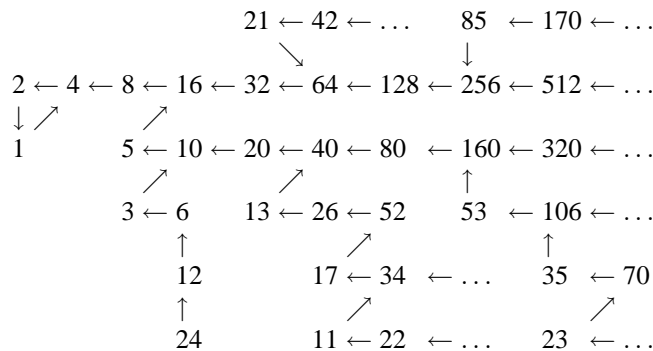 21 ← 42 ← ... 85 ← 170 ← ...
↘ ↓
2 ← 4 ← 8 ← 16 ← 32 ← 64 ← 128 ← 256 ← 512 ← ...
↓ ↗ ↗
1 5 ← 10 ← 20 ← 40 ← 80 ← 160 ← 320 ← ...
↗ ↗ ↑
3 ← 6 13 ← 26 ← 52 53 ← 106 ← ...
↑ ↗ ↑
12 17 ← 34 ← ... 35 ← 70
↑ ↗ ↗
24 11 ← 22 ← ... 23 ← ...